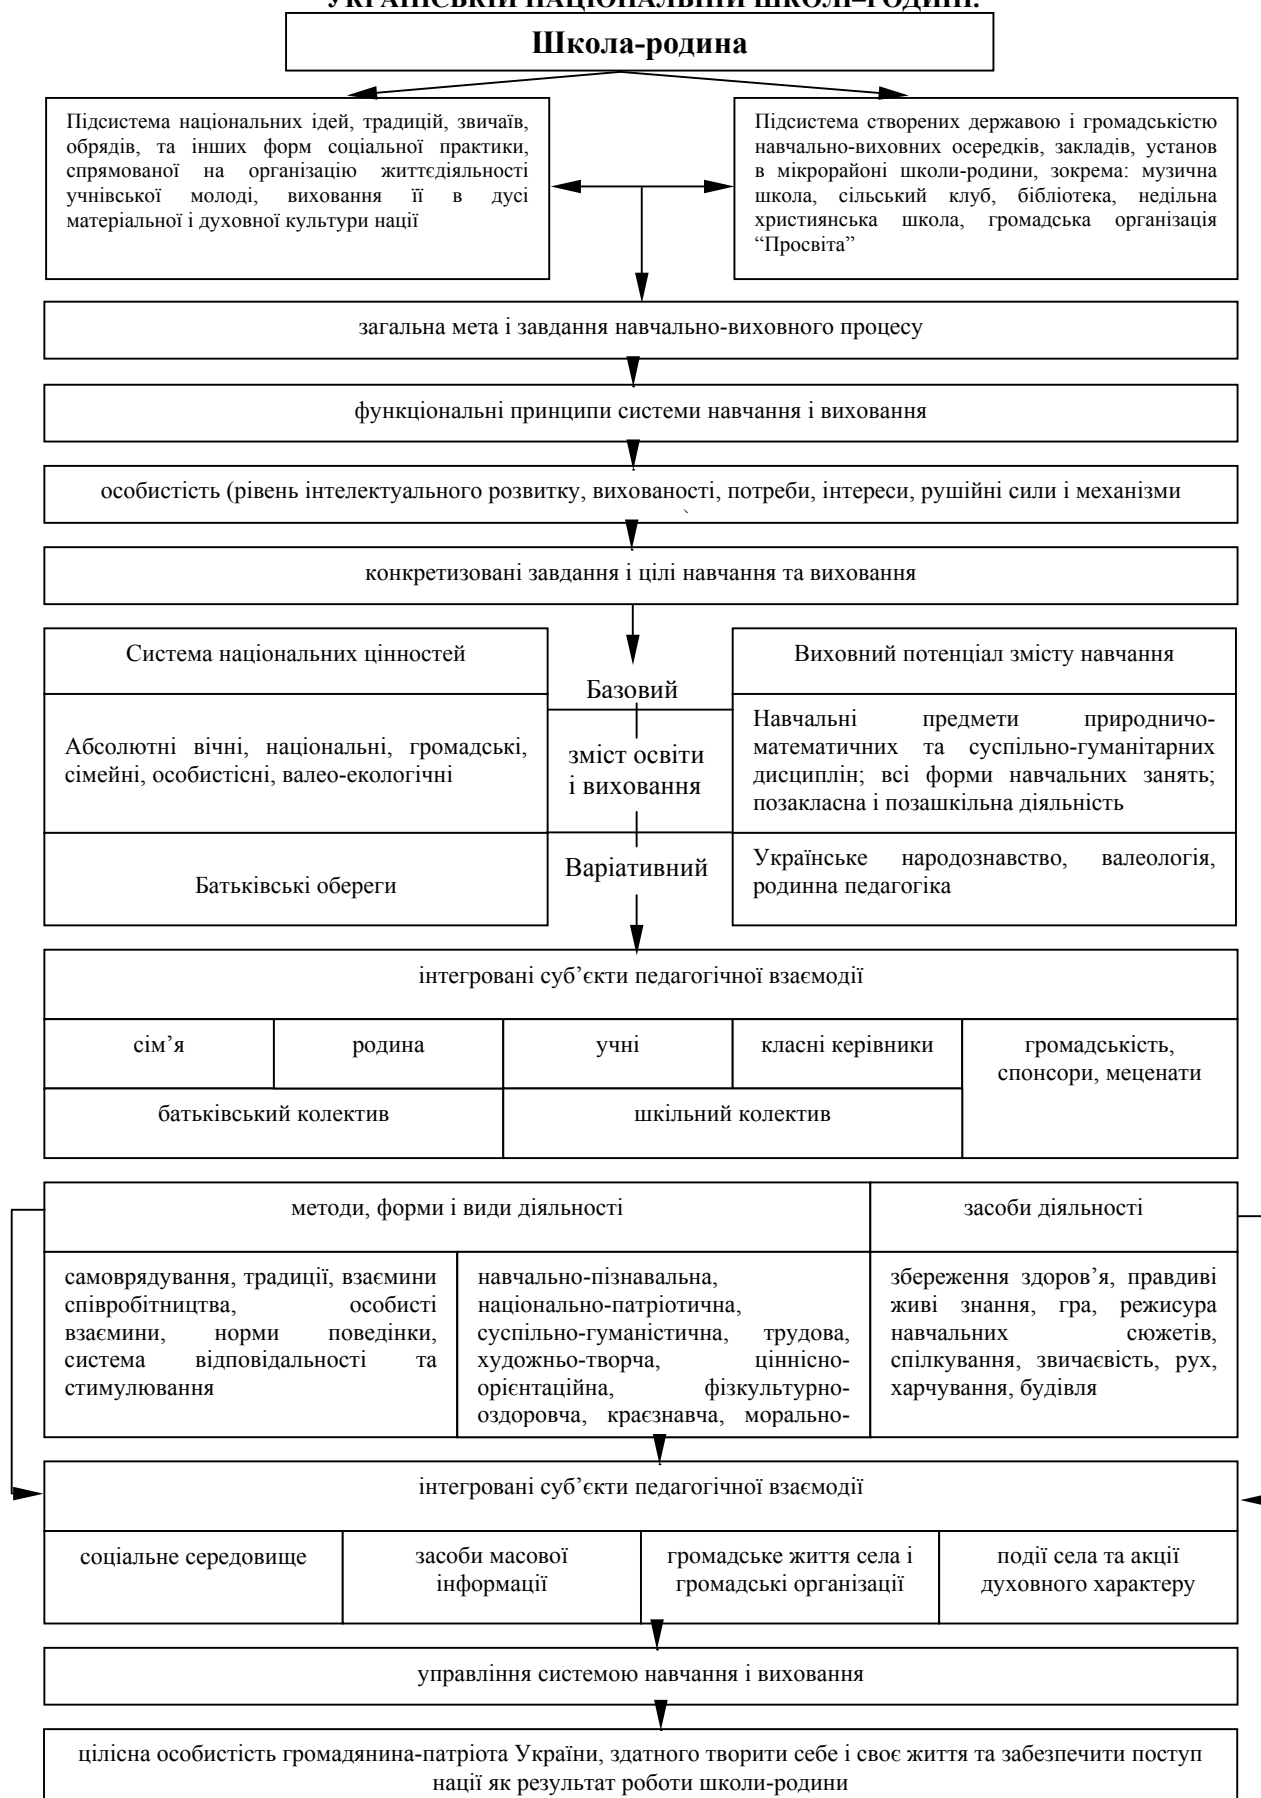 УКРАЇНСЬКІЙ НАЦІОНАЛЬНІЙ ШКОЛІ–РОДИНІ.
Школа-родина
Підсистема національних ідей, традицій, звичаїв,
обрядів, та інших форм соціальної практики,
спрямованої на організацію життєдіяльності
учнівської молоді, виховання її в дусі
матеріальної і духовної культури нації
Підсистема створених державою і громадськістю
навчально-виховних осередків, закладів, установ
в мікрорайоні школи-родини, зокрема: музична
школа, сільський клуб, бібліотека, недільна
християнська школа, громадська організація
“Просвіта”
загальна мета і завдання навчально-виховного процесу
функціональні принципи системи навчання і виховання
особистість (рівень інтелектуального розвитку, вихованості, потреби, інтереси, рушійні сили і механізми
конкретизовані завдання і цілі навчання та виховання
Система національних цінностей
Абсолютні вічні, національні, громадські,
сімейні, особистісні, валео-екологічні
Батьківські обереги
Базовий
зміст освіти
і виховання
Варіативний
Виховний потенціал змісту навчання
Навчальні предмети природничо-
математичних та суспільно-гуманітарних
дисциплін; всі форми навчальних занять;
позакласна і позашкільна діяльність
Українське народознавство, валеологія,
родинна педагогіка
інтегровані суб’єкти педагогічної взаємодії
сім’я
родина
учні
класні керівники
громадськість,
спонсори, меценати
батьківський колектив
шкільний колектив
методи, форми і види діяльності
засоби діяльності
самоврядування, традиції, взаємини
співробітництва, особисті
взаємини, норми поведінки,
система відповідальності та
стимулювання
навчально-пізнавальна,
національно-патріотична,
суспільно-гуманістична, трудова,
художньо-творча, ціннісно-
орієнтаційна, фізкультурно-
оздоровча, краєзнавча, морально-
збереження здоров’я, правдиві
живі знання, гра, режисура
навчальних сюжетів,
спілкування, звичаєвість, рух,
харчування, будівля
інтегровані суб’єкти педагогічної взаємодії
соціальне середовище
засоби масової
інформації
громадське життя села і
громадські організації
події села та акції
духовного характеру
управління системою навчання і виховання
цілісна особистість громадянина-патріота України, здатного творити себе і своє життя та забезпечити поступ
нації як результат роботи школи-родини